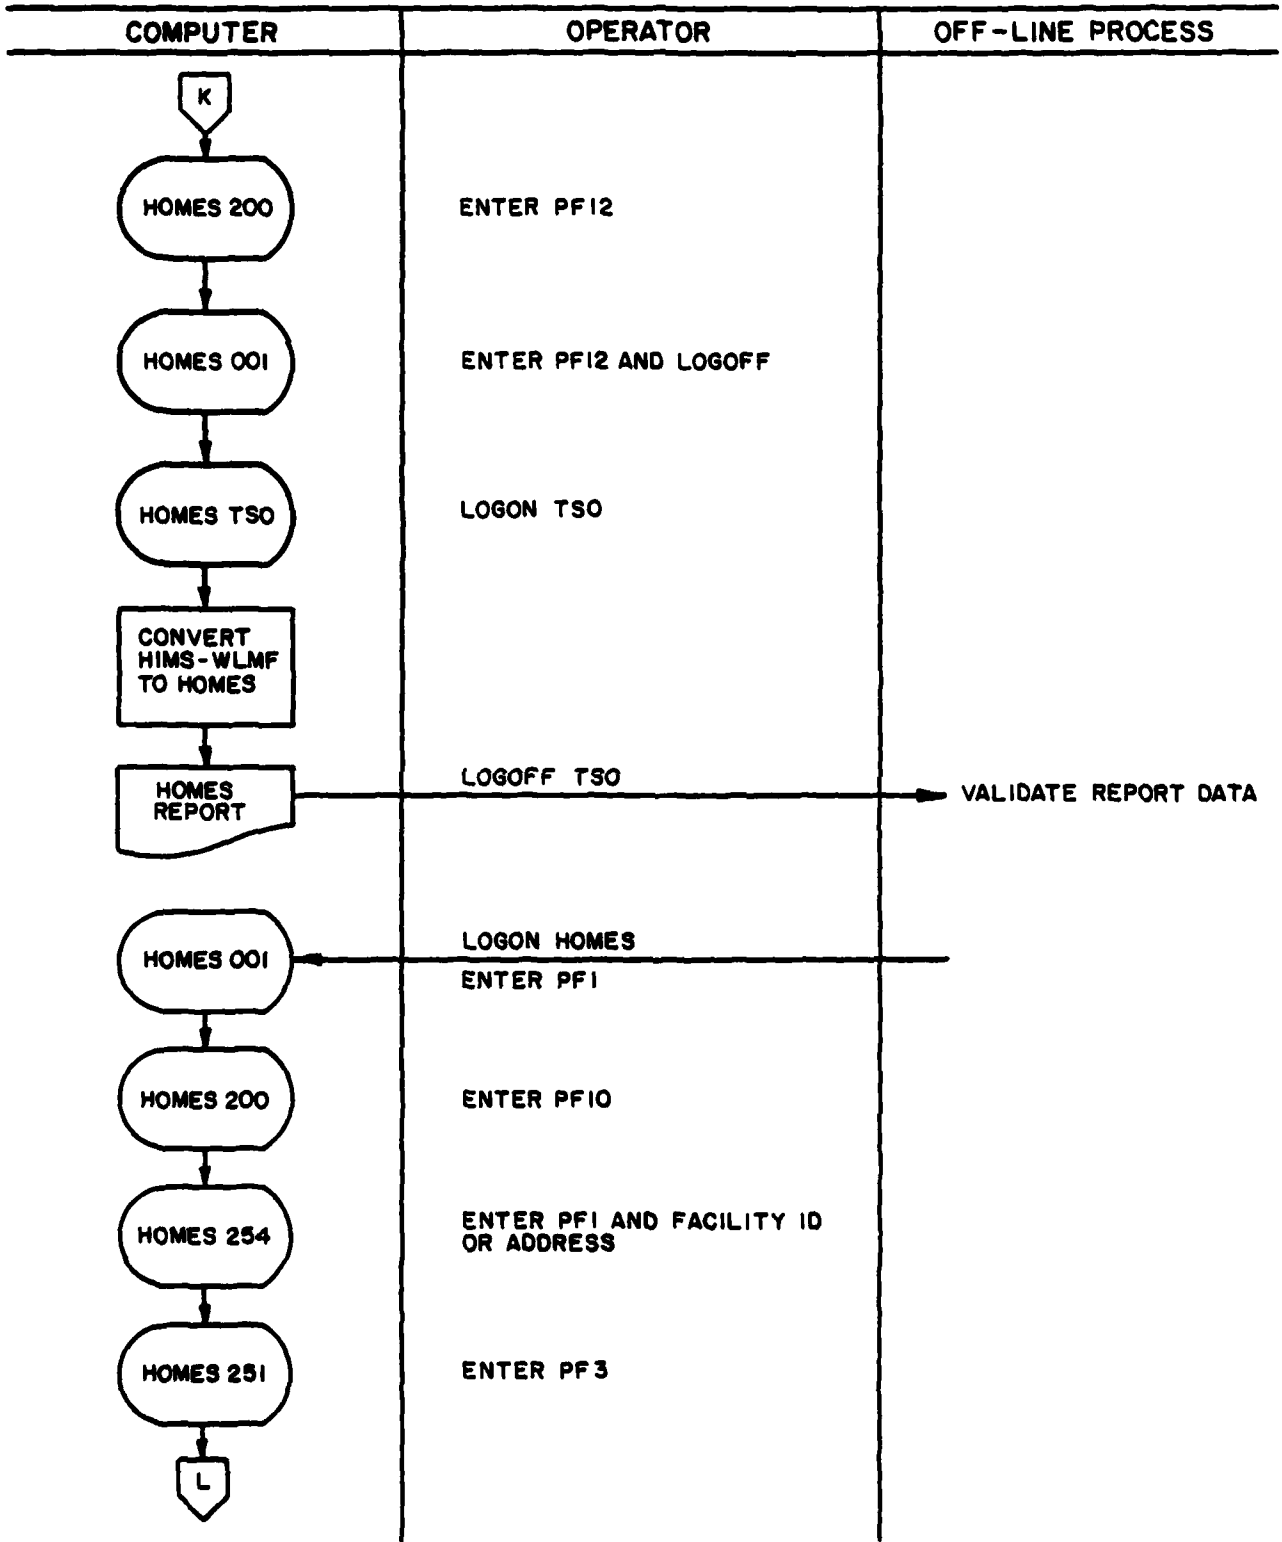 COMPUTER OPERATOR OFF-LINE PROCESS
K
HOMES 200 ENTER PF12
HOMES 001 ENTER PF12 AND LOGOFF
HOMES TSO LOGON TSO
CONVERT
HIMS-WLMF
TO HOMES
HOMES
REPORT
LOGOFF TSO
VALIDATE REPORT DATA
HOMES 001
LOGON HOMES
ENTER PF1
HOMES 200 ENTER PF10
HOMES 254
ENTER PF1 AND FACILITY ID
OR ADDRESS
HOMES 251 ENTER PF3
L